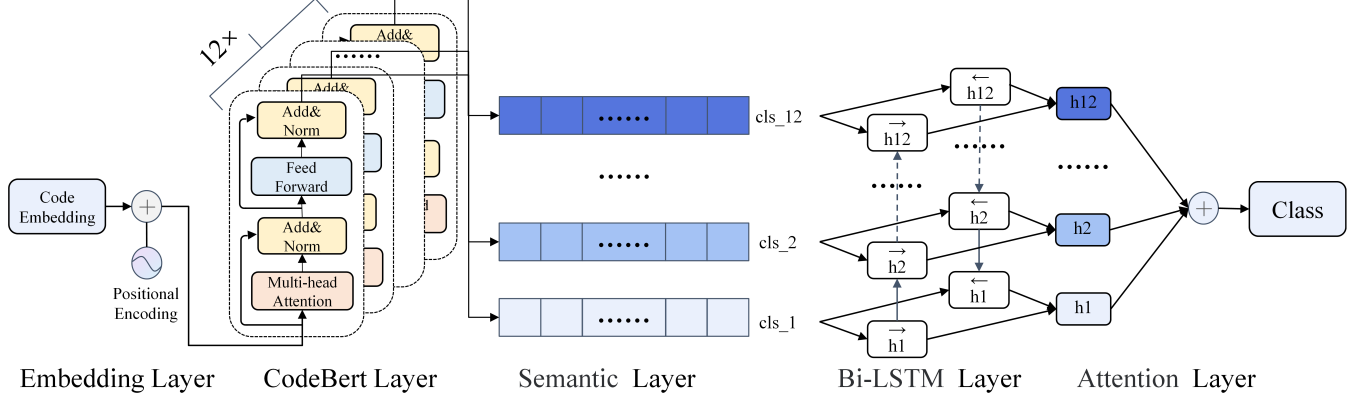 12×
Add&
......
Add&
Add&
Norm
Feed
Forward
Add&
Norm
Multi-head
Attention
Code
Embedding
+
Positional
Encoding
...... cls_12
......
...... cls_2
...... cls_1
←
h12
→
h12
......
......
←
h2
→
h2
←
h1
→
h1
h12
......
h2
h1
+
Class
Embedding Layer
CodeBert Layer
Semantic Layer
Bi-LSTM Layer
Attention Layer